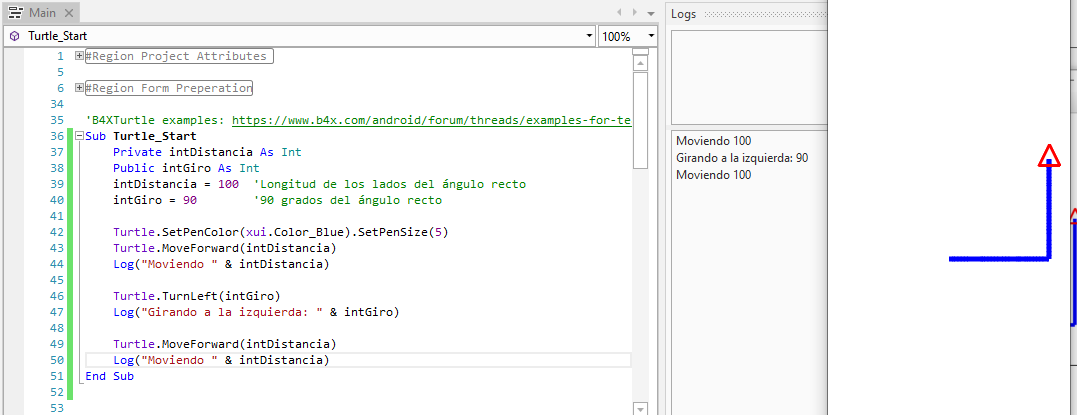 Main
Turtle_Start
100%
1 #Region Project Attributes
5
6 #Region Form Preperation
34
35 'B4XTurtle examples: https://www.b4x.com/android/forum/threads/examples-for-te
36 Sub Turtle_Start
37 Private intDistancia As Int
38 Public intGiro As Int
39 intDistancia = 100 'Longitud de los lados del ángulo recto
40 intGiro = 90 '90 grados del ángulo recto
41
42 Turtle.SetPenColor(xui.Color_Blue).SetPenSize(5)
43 Turtle.MoveForward(intDistancia)
44 Log("Moviendo " & intDistancia)
45
46 Turtle.TurnLeft(intGiro)
47 Log("Girando a la izquierda: " & intGiro)
48
49 Turtle.MoveForward(intDistancia)
50 Log("Moviendo " & intDistancia)
51 End Sub
52
53
Logs
Moviendo 100
Girando a la izquierda: 90
Moviendo 100